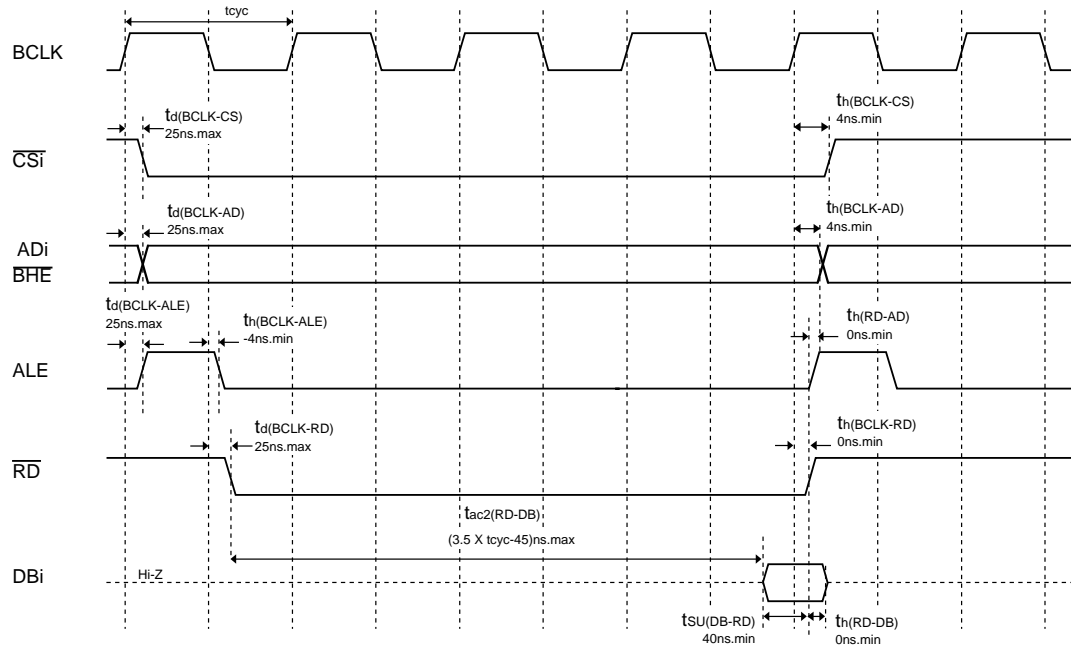 tcyc
BCLK
td(BCLK-CS)
25ns.max
th(BCLK-CS)
4ns.min
CSi
td(BCLK-AD)
25ns.max
th(BCLK-AD)
4ns.min
ADi
BHE
td(BCLK-ALE)
25ns.max
th(BCLK-ALE)
-4ns.min
th(RD-AD)
0ns.min
ALE
td(BCLK-RD)
25ns.max
th(BCLK-RD)
0ns.min
RD
tac2(RD-DB)
(3.5 X tcyc-45)ns.max
DBi
Hi-Z
tSU(DB-RD)
40ns.min
th(RD-DB)
0ns.min